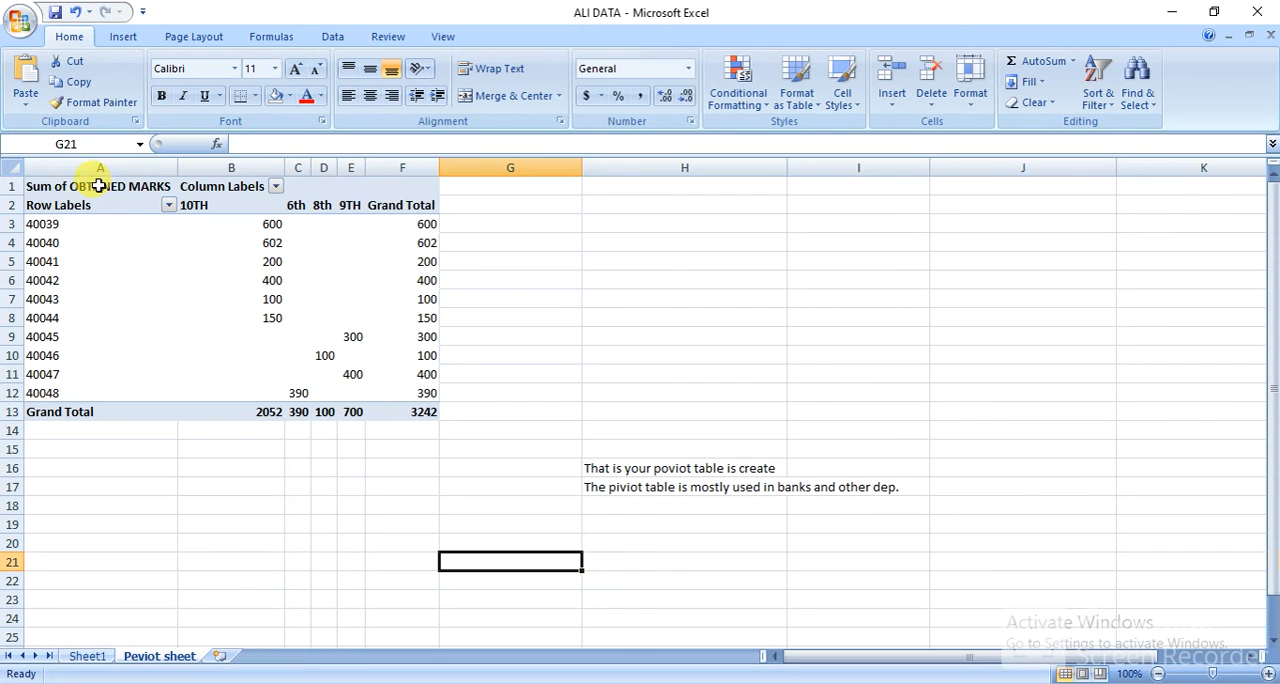 ALI DATA - Microsoft Excel
Home Insert Page Layout Formulas Data Review View
Paste Cut Copy Format Painter
Clipboard
Calibri 11
B I U A
Font
Wrap Text
Merge & Center
Alignment
General
$ % ,
Number
Conditional Formatting Format as Table Cell Styles
Styles
Insert Delete Format
Cells
Σ AutoSum Fill Clear Sort & Filter Find & Select
Editing
G21 fx
A B C D E F G H I J K
1 Sum of OBTAINED MARKS Column Labels
2 Row Labels 10TH 6th 8th 9TH Grand Total
3 40039 600 600
4 40040 602 602
5 40041 200 200
6 40042 400 400
7 40043 100 100
8 40044 150 150
9 40045 300 300
10 40046 100 100
11 40047 400 400
12 40048 390 390
13 Grand Total 2052 390 100 700 3242
14
15
16 That is your poviot table is create
17 The piviot table is mostly used in banks and other dep.
18
19
20
21
22
23
24
25
Activate Windows
Go to Settings to activate Windows.
Screen Recorder
Sheet1 Peviot sheet
Ready 100%